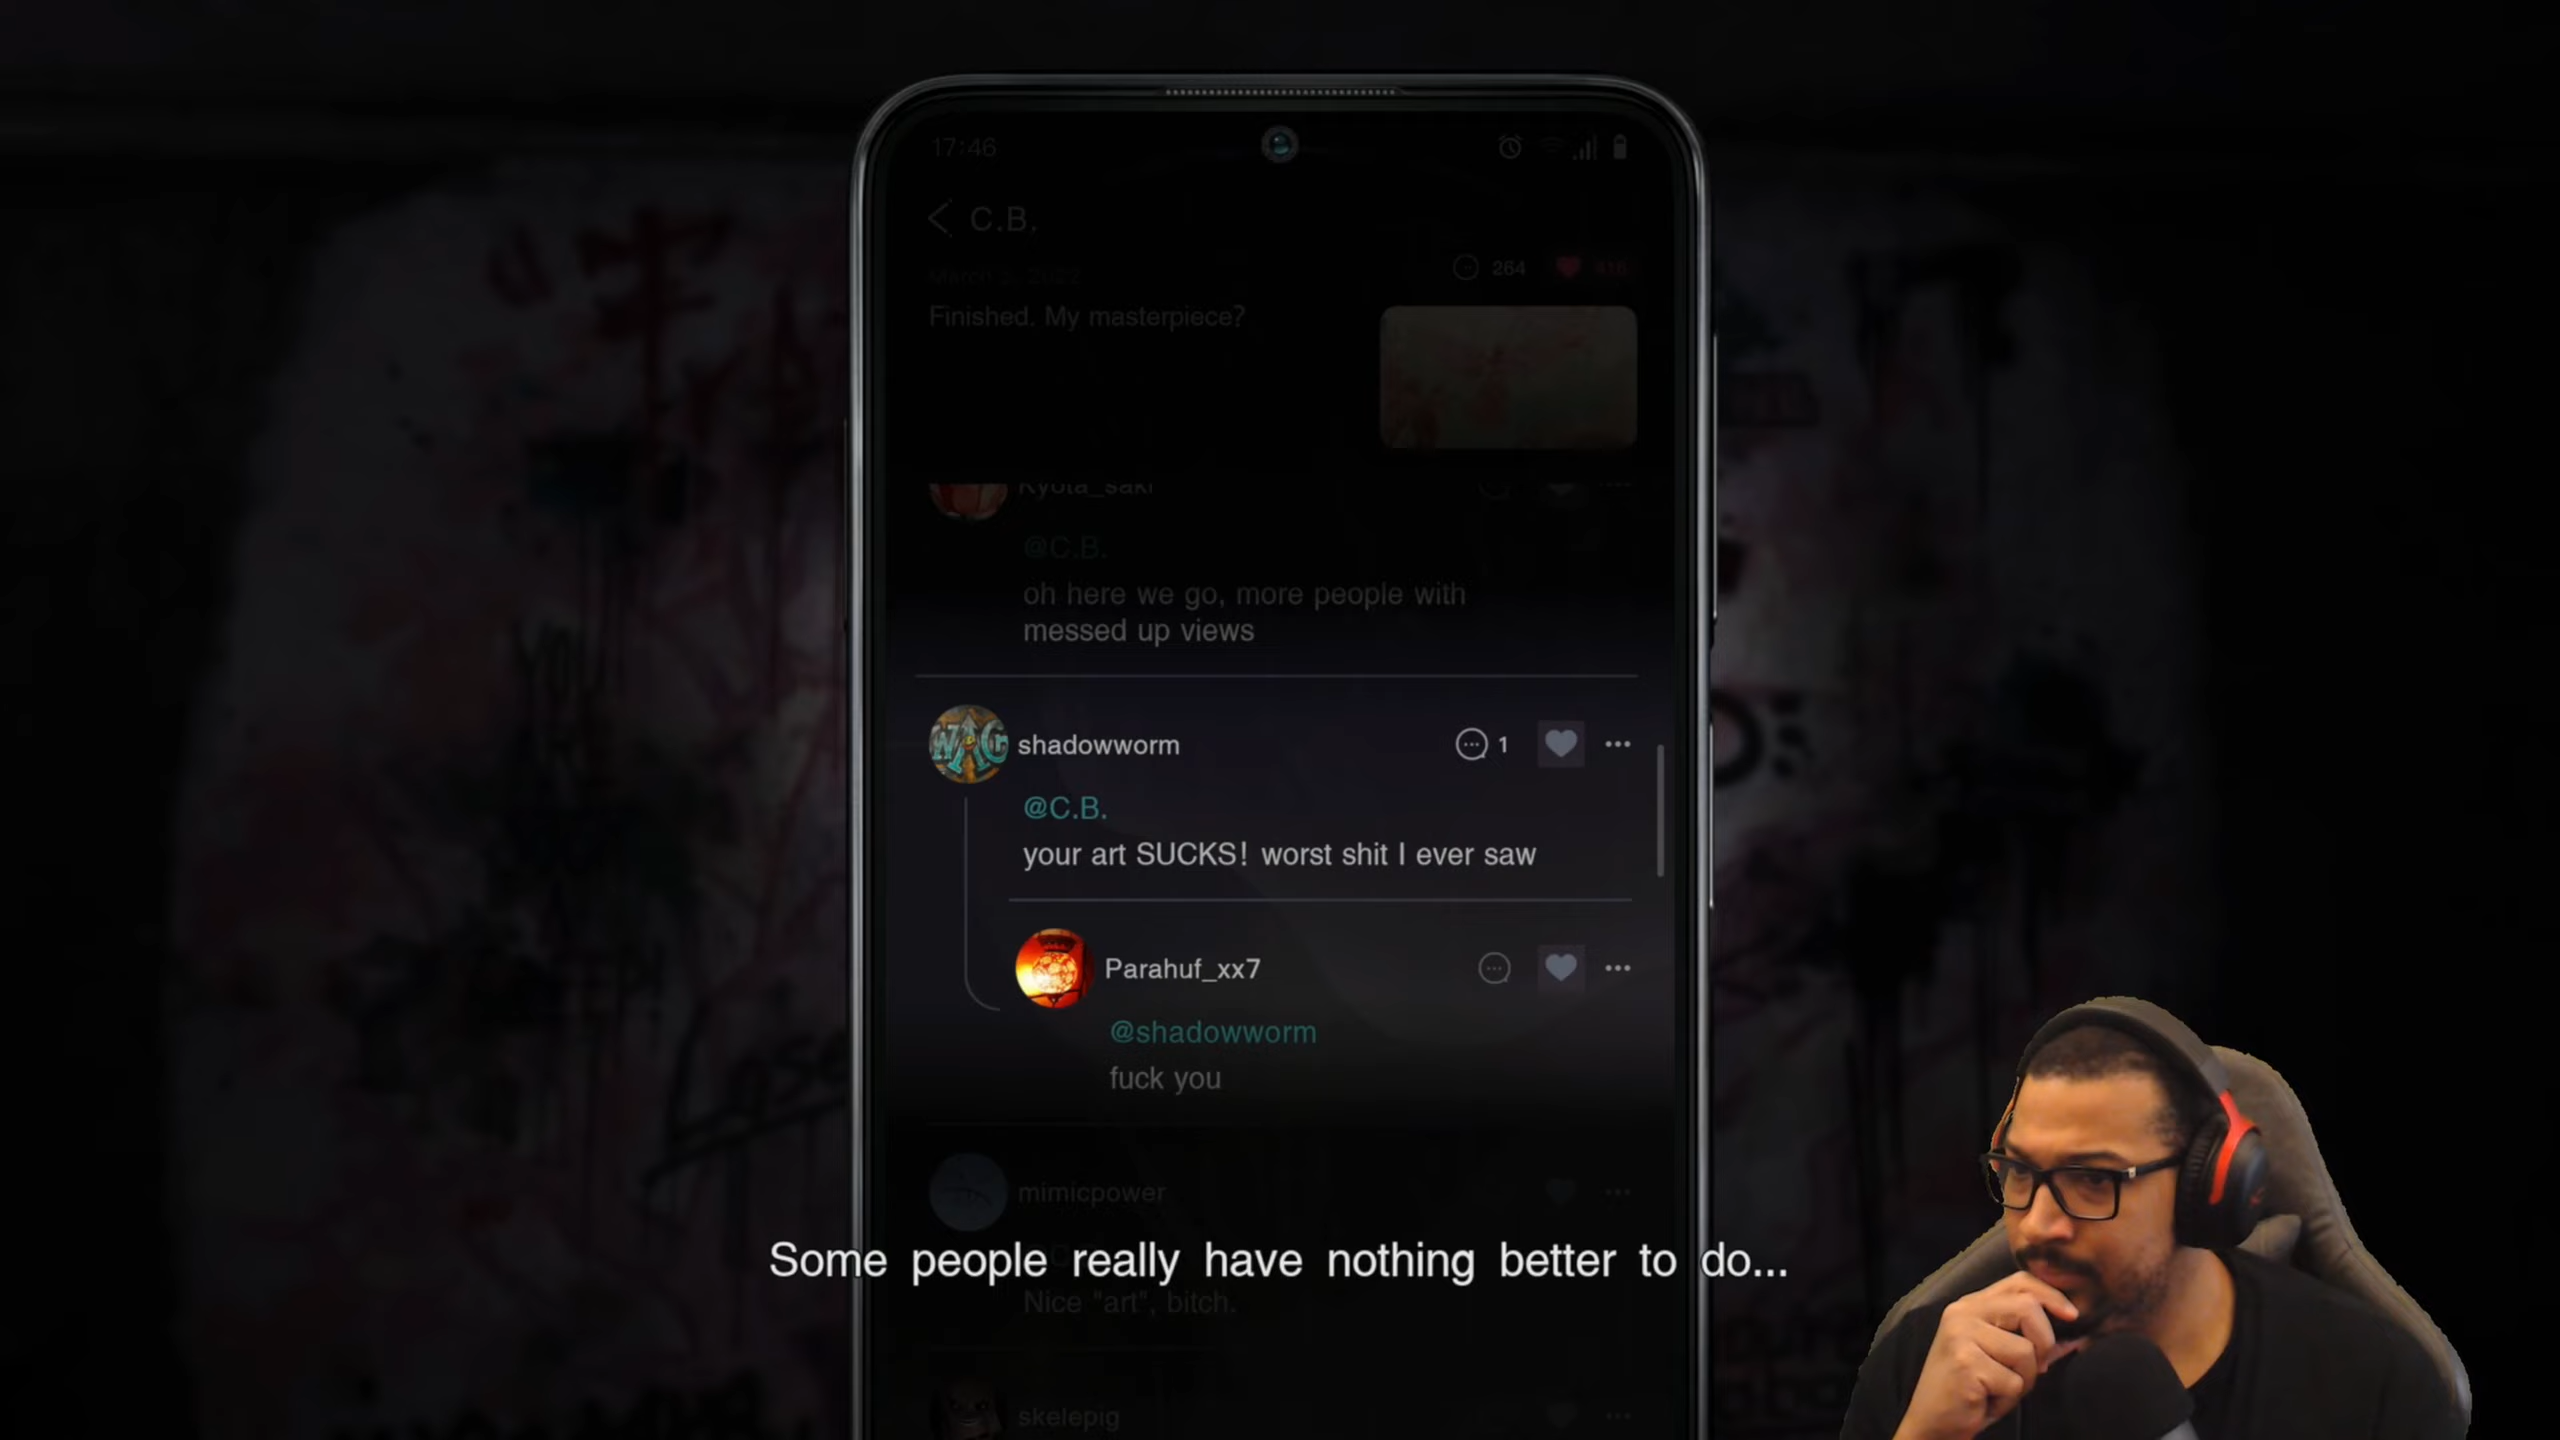 17:46
C.B.
264
Finished. My masterpiece?
Kyota_saki
@C.B.
oh here we go, more people with
messed up views
shadowworm
1
@C.B.
your art SUCKS! worst shit I ever saw
Parahuf_xx7
@shadowworm
fuck you
mimicpower
Some people really have nothing better to do...
Nice "art", bitch.
skelepig